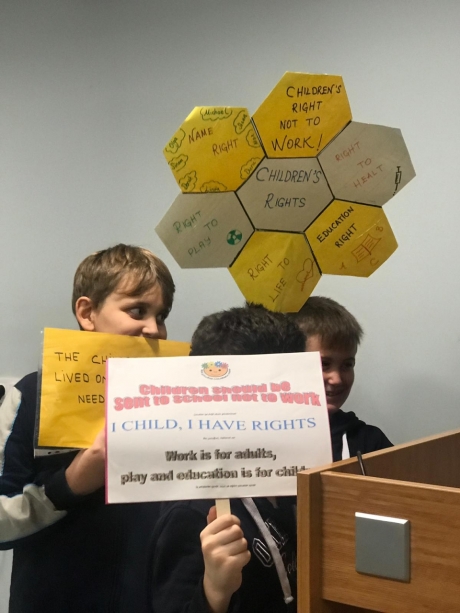 CHILDREN'S
RIGHT
NOT TO
WORK!
NAME
RIGHT
RIGHT
TO
HEALT
CHILDREN'S
RIGHTS
RIGHT
TO
PLAY
EDUCATION
RIGHT
RIGHT
TO
LIFE
THE
LIVED
NEED
Children should be
Sent to school not to work
I CHILD, I HAVE RIGHTS
Work is for adults,
play and education is for